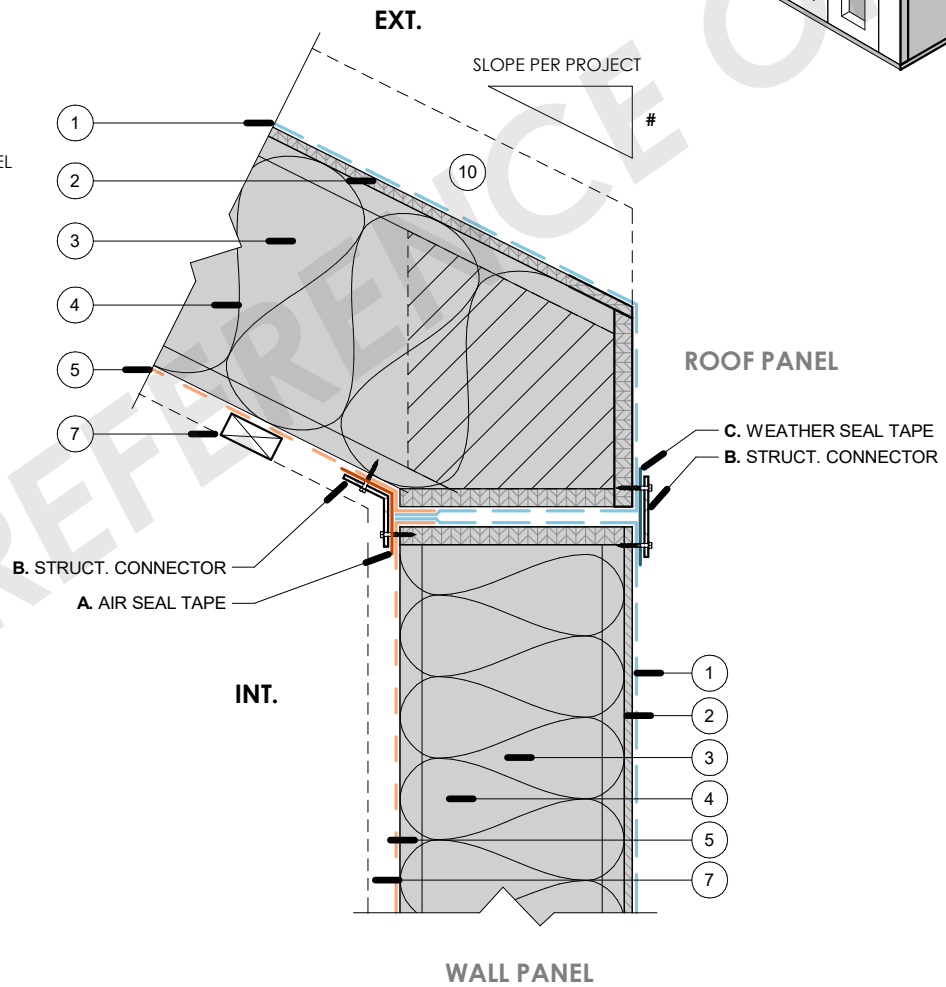 EXT.
SLOPE PER PROJECT
#
1
EL
2
10
3
4
5
ROOF PANEL
7
C. WEATHER SEAL TAPE
B. STRUCT. CONNECTOR
B. STRUCT. CONNECTOR
A. AIR SEAL TAPE
INT.
1
2
3
4
5
7
WALL PANEL
REFERENCE O